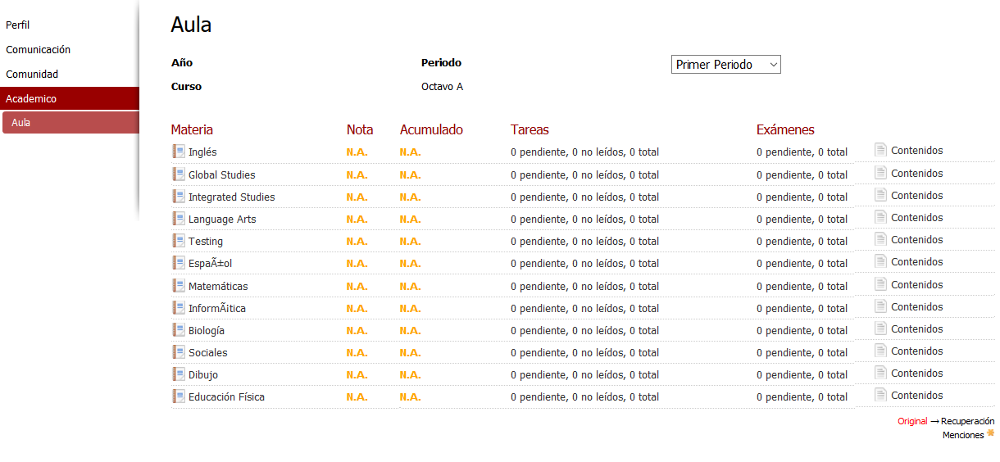 Perfil
Comunicación
Comunidad
Academico
Aula
Aula
Año Periodo Primer Periodo
Curso Octavo A
Materia Nota Acumulado Tareas Exámenes
Inglés N.A. N.A. 0 pendiente, 0 no leídos, 0 total 0 pendiente, 0 total Contenidos
Global Studies N.A. N.A. 0 pendiente, 0 no leídos, 0 total 0 pendiente, 0 total Contenidos
Integrated Studies N.A. N.A. 0 pendiente, 0 no leídos, 0 total 0 pendiente, 0 total Contenidos
Language Arts N.A. N.A. 0 pendiente, 0 no leídos, 0 total 0 pendiente, 0 total Contenidos
Testing N.A. N.A. 0 pendiente, 0 no leídos, 0 total 0 pendiente, 0 total Contenidos
EspaÃ±ol N.A. N.A. 0 pendiente, 0 no leídos, 0 total 0 pendiente, 0 total Contenidos
Matemáticas N.A. N.A. 0 pendiente, 0 no leídos, 0 total 0 pendiente, 0 total Contenidos
InformÃ¡tica N.A. N.A. 0 pendiente, 0 no leídos, 0 total 0 pendiente, 0 total Contenidos
Biología N.A. N.A. 0 pendiente, 0 no leídos, 0 total 0 pendiente, 0 total Contenidos
Sociales N.A. N.A. 0 pendiente, 0 no leídos, 0 total 0 pendiente, 0 total Contenidos
Dibujo N.A. N.A. 0 pendiente, 0 no leídos, 0 total 0 pendiente, 0 total Contenidos
Educación Física N.A. N.A. 0 pendiente, 0 no leídos, 0 total 0 pendiente, 0 total Contenidos
Original → Recuperación
Menciones